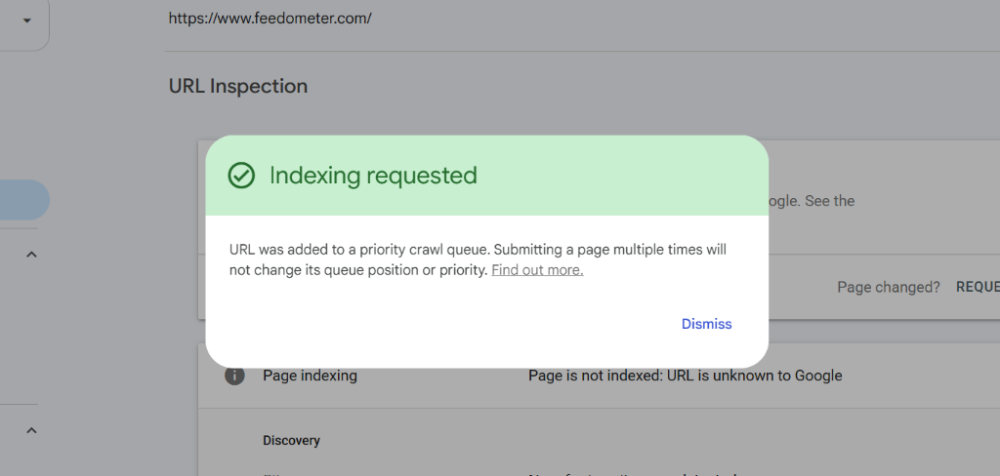 https://www.feedometer.com/
URL Inspection
Indexing requested
ogle. See the
URL was added to a priority crawl queue. Submitting a page multiple times will
not change its queue position or priority. Find out more.
Page changed? REQUE
Dismiss
Page indexing Page is not indexed: URL is unknown to Google
Discovery